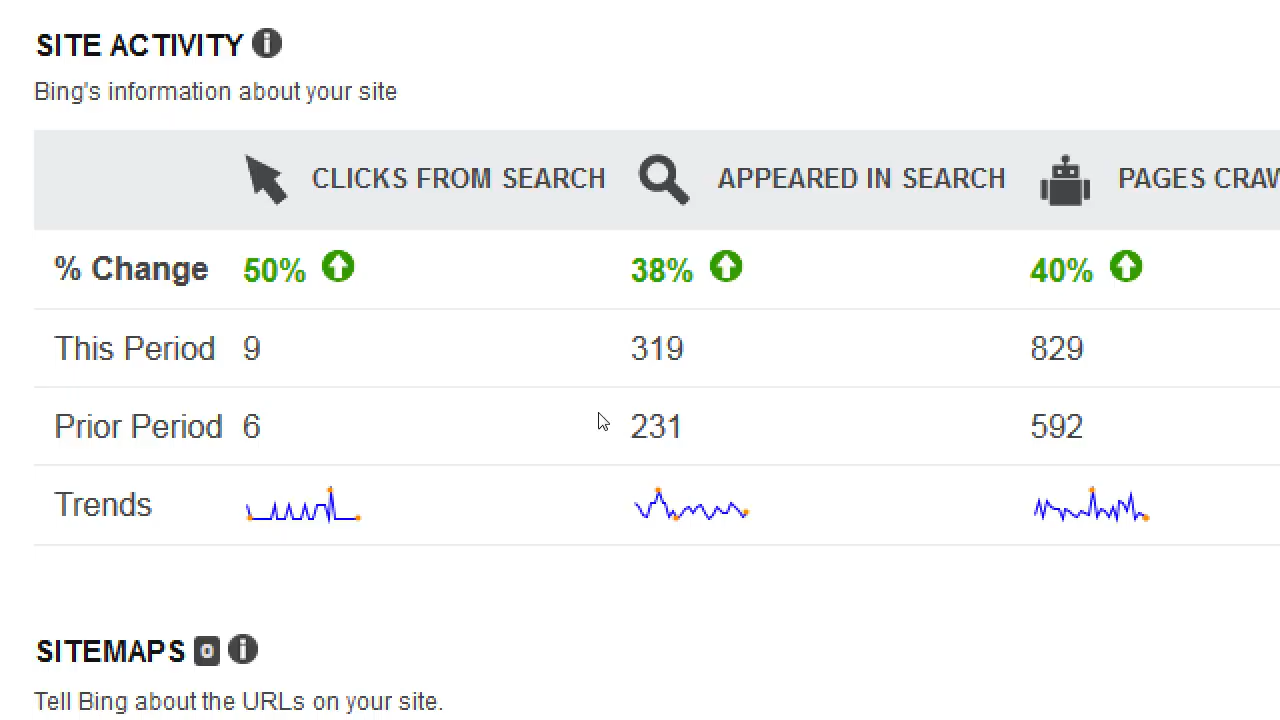 SITE ACTIVITY
Bing's information about your site
CLICKS FROM SEARCH APPEARED IN SEARCH PAGES CRAW
% Change 50% 38% 40%
This Period 9 319 829
Prior Period 6 231 592
Trends
SITEMAPS 0
Tell Bing about the URLs on your site.